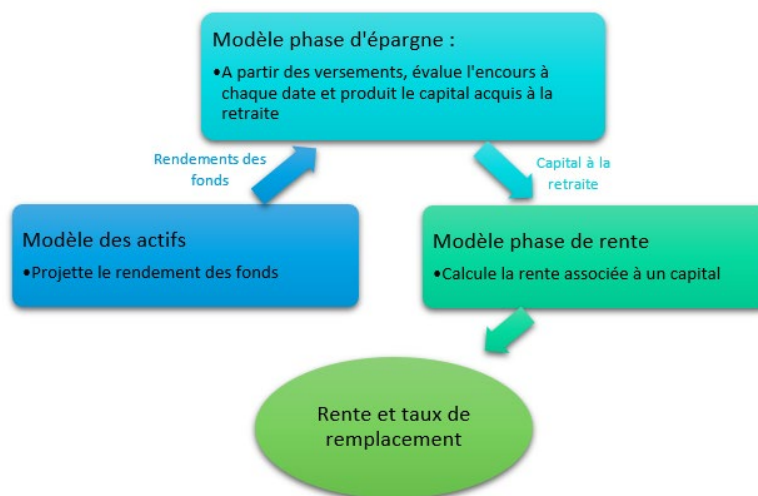 Modèle phase d'épargne :
•A partir des versements, évalue l'encours à
chaque date et produit le capital acquis à la
retraite
Rendements des
fonds
Capital à la
retraite
Modèle des actifs
•Projette le rendement des fonds
Modèle phase de rente
•Calcule la rente associée à un capital
Rente et taux de
remplacement